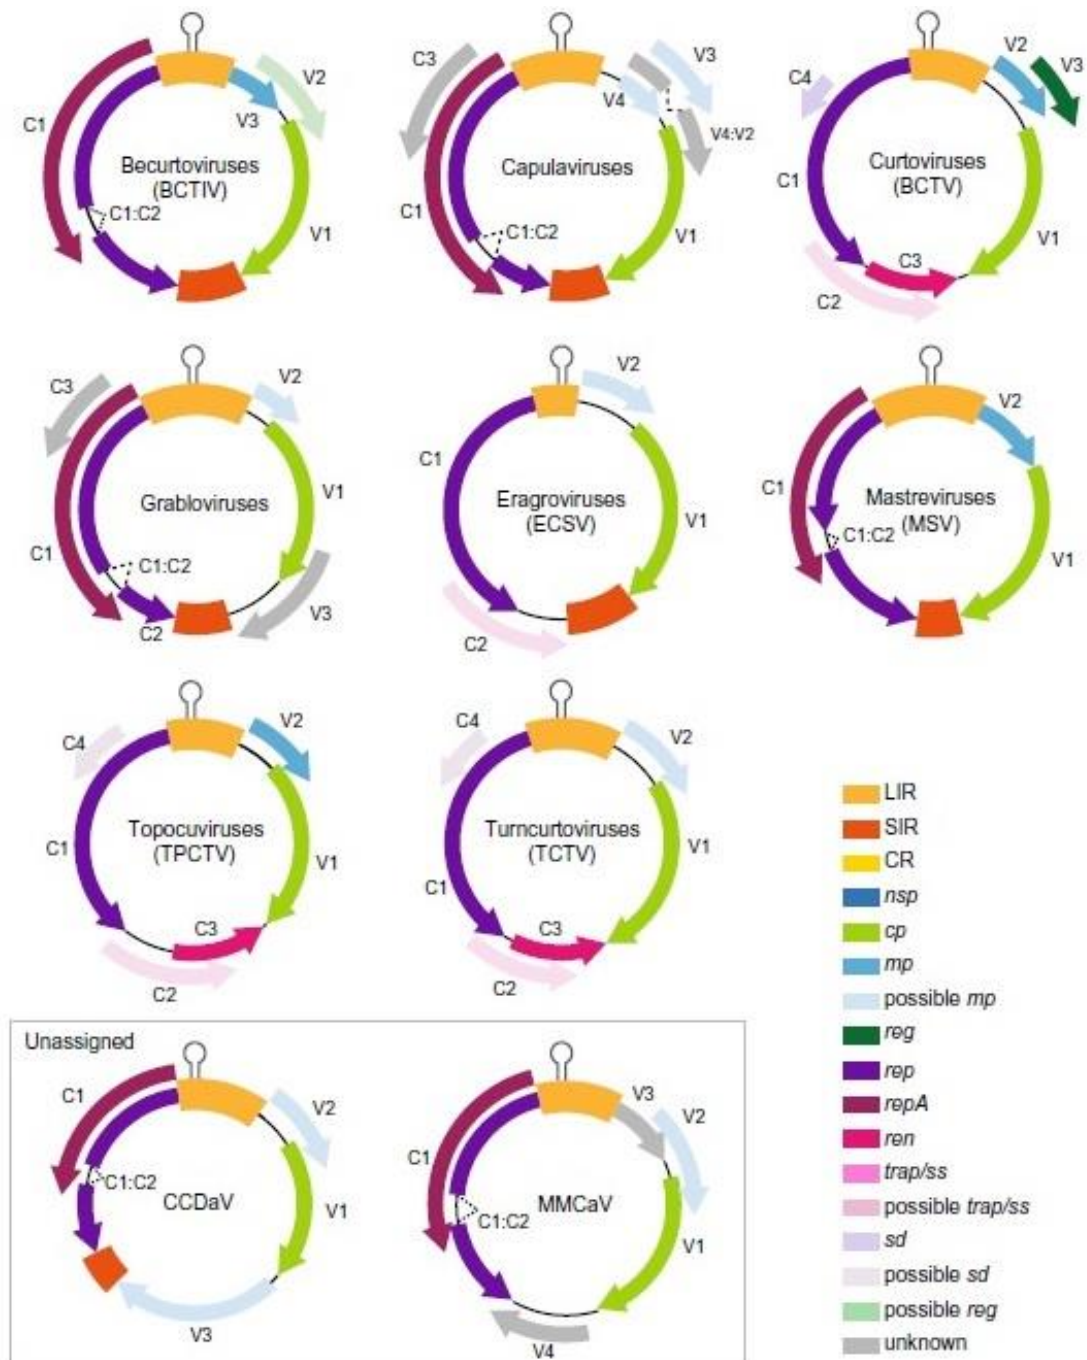 C1
V2
V3
Becurtoviruses
(BCTIV)
C1:C2
V1
C3
V3
V4
V4:V2
Capulaviruses
C1
C1:C2
V1
C4
V2
V3
Curtoviruses
(BCTV)
C1
V1
C3
C2
C3
V2
Grabloviruses
V1
C1
C1:C2
C2
V3
V2
C1
Eragroviruses
(ECSV)
V1
C2
V2
C1
Mastreviruses
(MSV)
C1:C2
V1
C4
V2
Topocuviruses
(TPCTV)
C1
V1
C3
C2
C4
V2
Turncurtoviruses
(TCTV)
C1
V1
C3
C2
Unassigned
C1
V2
C1:C2
CCDaV
V1
V3
V3
V2
C1
MMCaV
C1:C2
V1
V4
LIR
SIR
CR
nsp
cp
mp
possible mp
reg
rep
repA
ren
trap/ss
possible trap/ss
sd
possible sd
possible reg
unknown